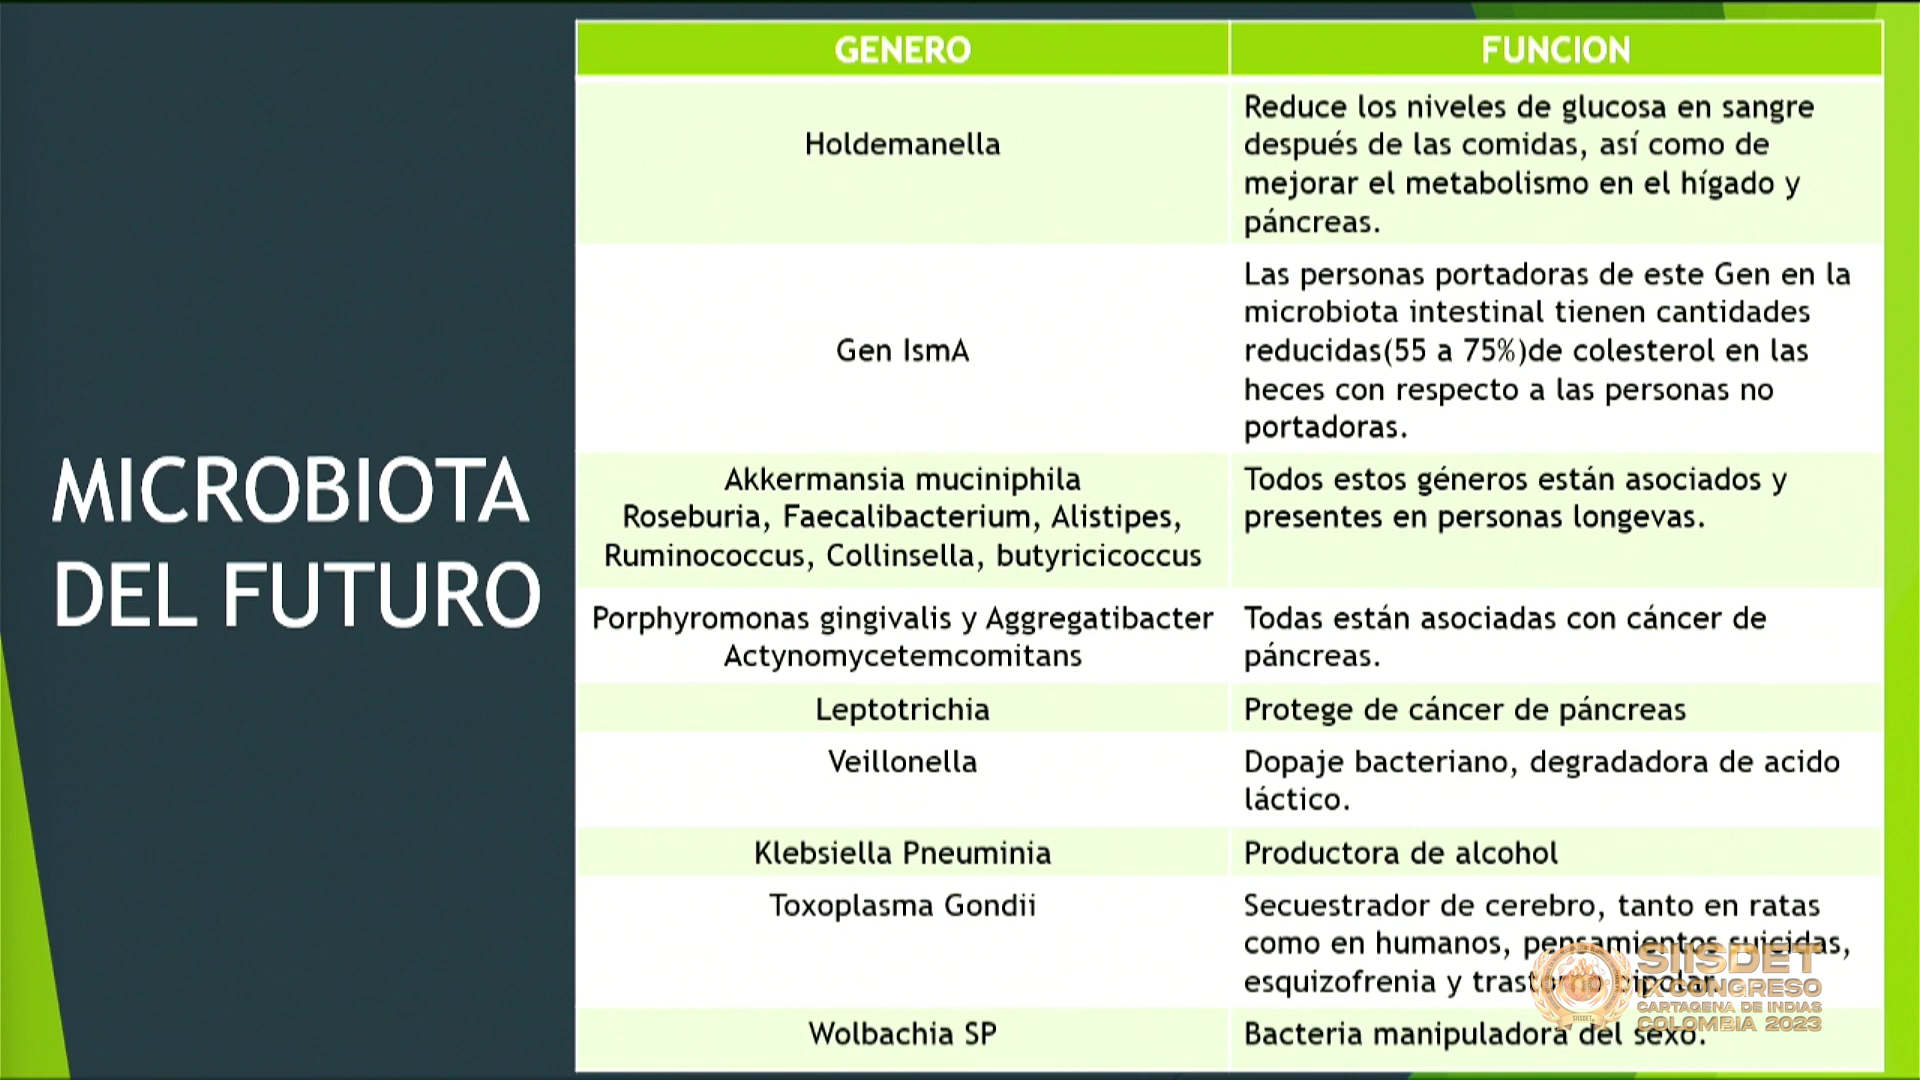 MICROBIOTA
DEL FUTURO
GENERO
FUNCION
Holdemanella
Reduce los niveles de glucosa en sangre
después de las comidas, así como de
mejorar el metabolismo en el hígado y
páncreas.
Gen IsmA
Las personas portadoras de este Gen en la
microbiota intestinal tienen cantidades
reducidas(55 a 75%)de colesterol en las
heces con respecto a las personas no
portadoras.
Akkermansia muciniphila
Roseburia, Faecalibacterium, Alistipes,
Ruminococcus, Collinsella, butyricicoccus
Todos estos géneros están asociados y
presentes en personas longevas.
Porphyromonas gingivalis y Aggregatibacter
Actynomycetemcomitans
Todas están asociadas con cáncer de
páncreas.
Leptotrichia
Protege de cáncer de páncreas
Veillonella
Dopaje bacteriano, degradadora de acido
láctico.
Klebsiella Pneuminia
Productora de alcohol
Toxoplasma Gondii
Secuestrador de cerebro, tanto en ratas
como en humanos, pensamientos suicidas,
esquizofrenia y trastorno bipolar.
Wolbachia SP
Bacteria manipuladora del sexo.
SIISDET
IX CONGRESO
CARTAGENA DE INDIAS
COLOMBIA 2023
SIISDET